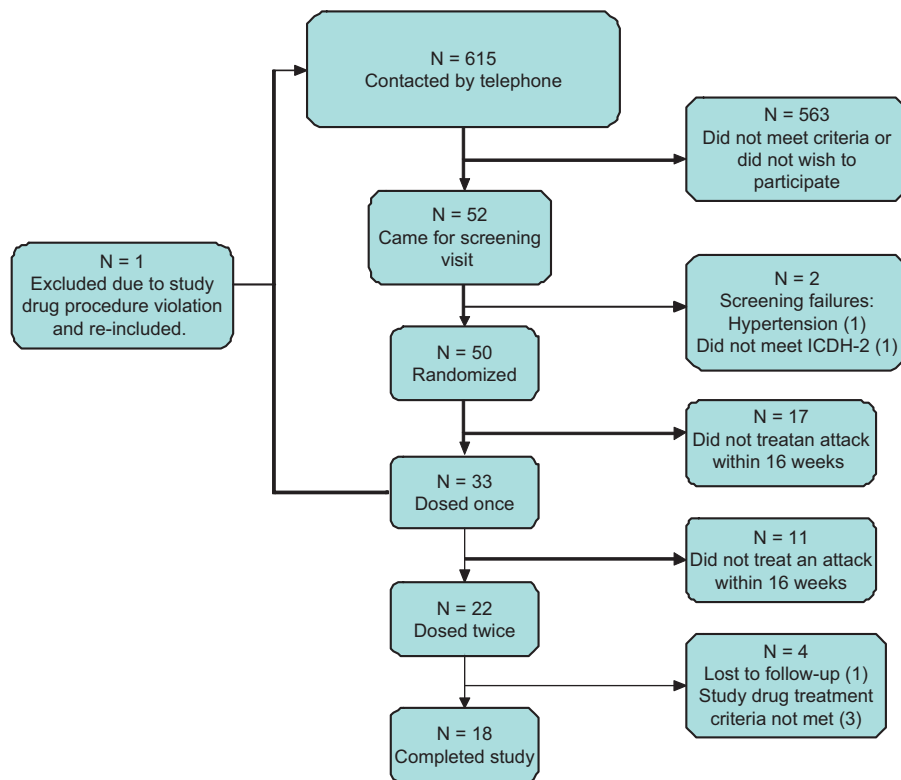 N = 615
Contacted by telephone
N = 563
Did not meet criteria or
did not wish to
participate
N = 52
Came for screening
visit
N = 1
Excluded due to study
drug procedure violation
and re-included.
N = 2
Screening failures:
Hypertension (1)
Did not meet ICDH-2 (1)
N = 50
Randomized
N = 17
Did not treatan attack
within 16 weeks
N = 33
Dosed once
N = 11
Did not treat an attack
within 16 weeks
N = 22
Dosed twice
N = 4
Lost to follow-up (1)
Study drug treatment
criteria not met (3)
N = 18
Completed study